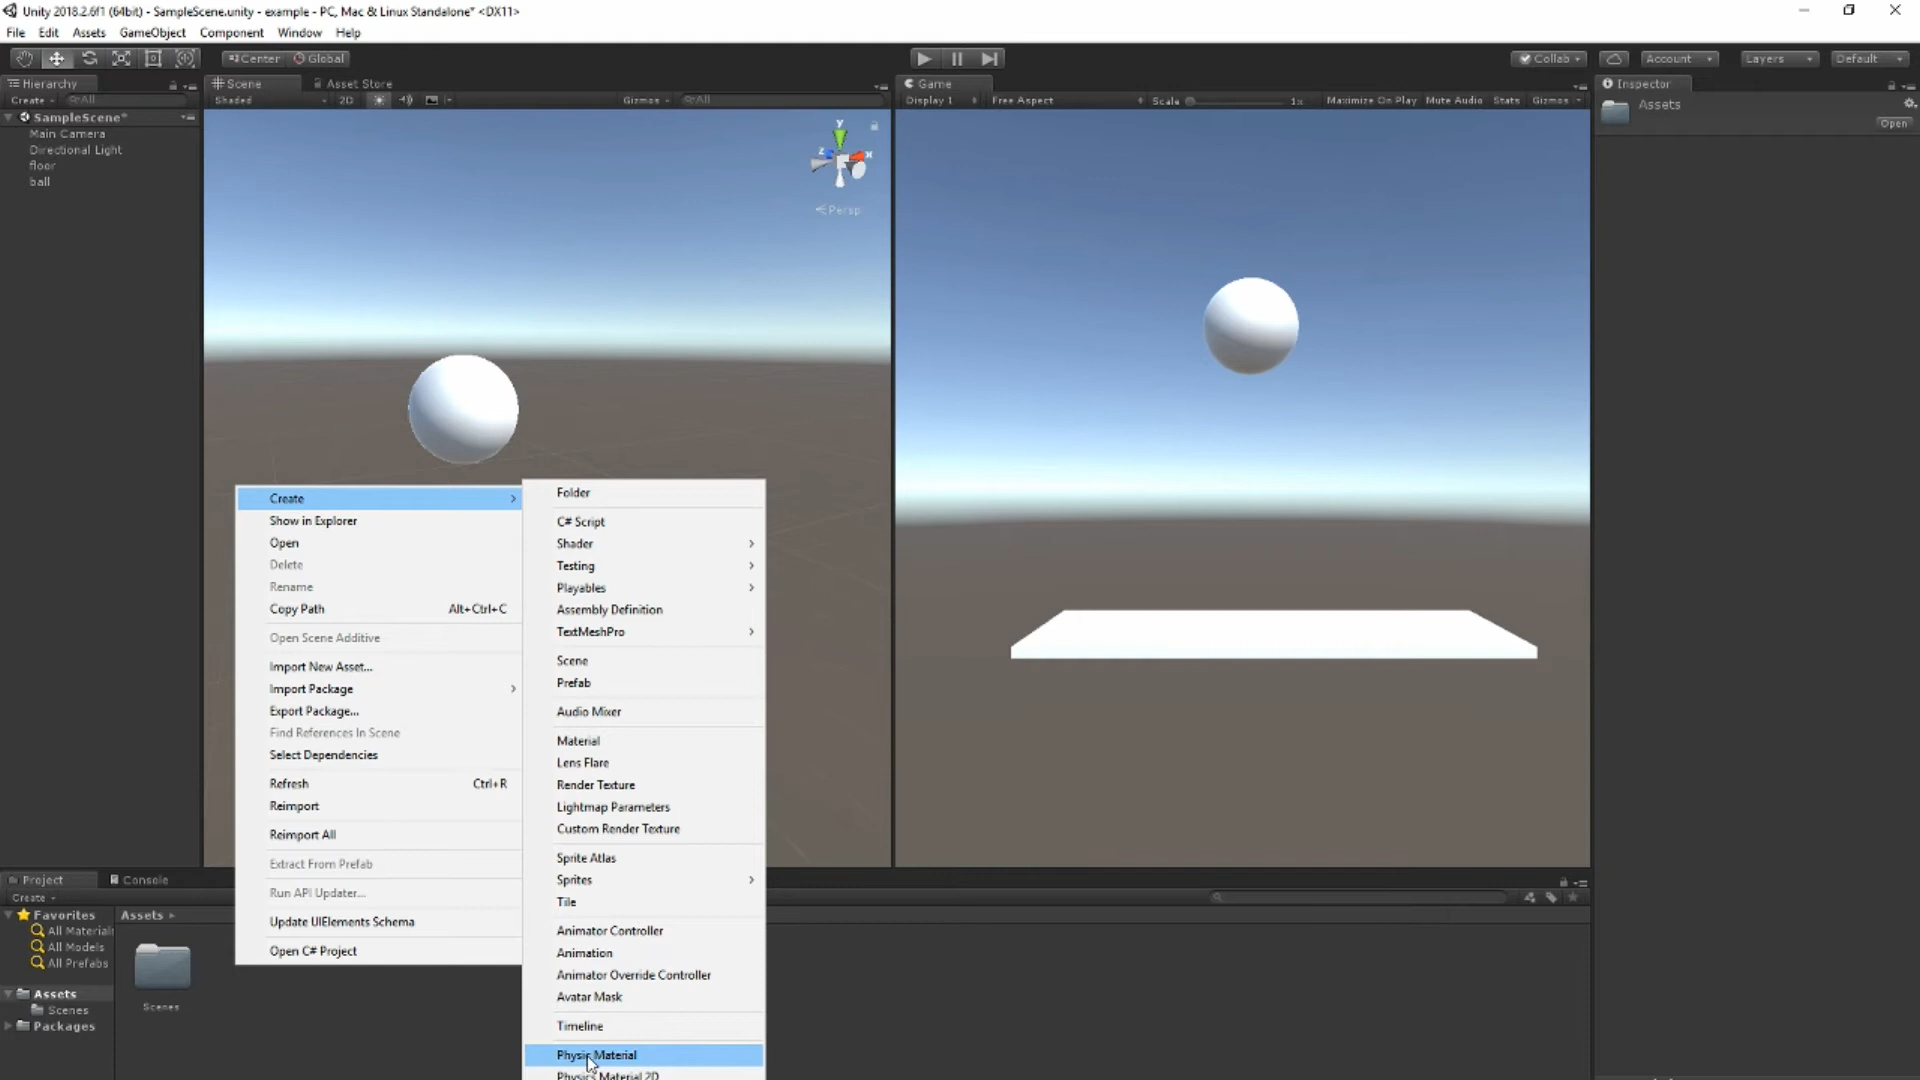 Unity 2018.2.6f1 (64bit) - SampleScene.unity - example - PC, Mac & Linux Standalone* <DX11>
File Edit Assets GameObject Component Window Help
Center Global Collab Account Layers Default
Hierarchy Scene Asset Store Game Inspector
Create All Shaded 2D Gizmos All Display 1 Free Aspect Scale 1x Maximize On Play Mute Audio Stats Gizmos Assets
Open
SampleScene*
Main Camera
Directional Light
floor
ball
y
z x
Persp
Create
Show in Explorer
Open
Delete
Rename
Copy Path Alt+Ctrl+C
Open Scene Additive
Import New Asset...
Import Package
Export Package...
Find References In Scene
Select Dependencies
Refresh Ctrl+R
Reimport
Reimport All
Extract From Prefab
Run API Updater...
Update UIElements Schema
Open C# Project
Folder
C# Script
Shader
Testing
Playables
Assembly Definition
TextMeshPro
Scene
Prefab
Audio Mixer
Material
Lens Flare
Render Texture
Lightmap Parameters
Custom Render Texture
Sprite Atlas
Sprites
Tile
Animator Controller
Animation
Animator Override Controller
Avatar Mask
Timeline
Physic Material
Physics Material 2D
Project Console
Create
Favorites
All Materials
All Models
All Prefabs
Assets
Scenes
Packages
Assets
Scenes